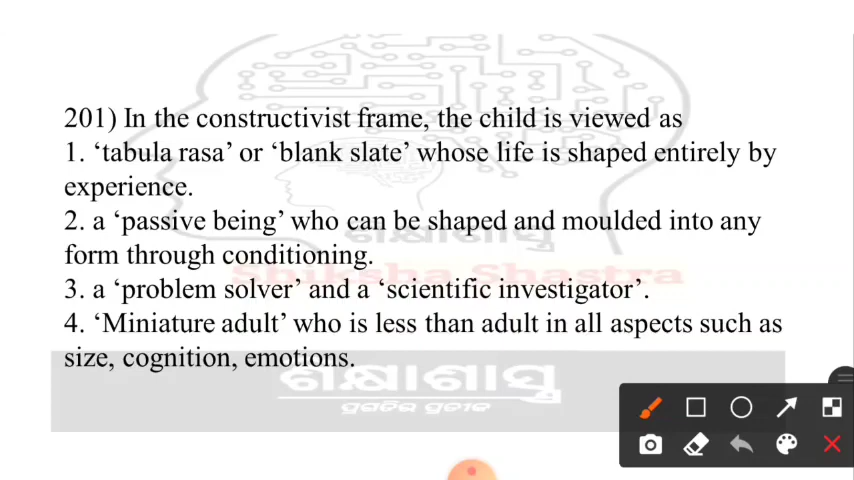 201) In the constructivist frame, the child is viewed as
1. ‘tabula rasa’ or ‘blank slate’ whose life is shaped entirely by
experience.
2. a ‘passive being’ who can be shaped and moulded into any
form through conditioning.
Shiksha Shastra
3. a ‘problem solver’ and a ‘scientific investigator’.
4. ‘Miniature adult’ who is less than adult in all aspects such as
size, cognition, emotions.
ଶିକ୍ଷାଶାସ୍ତ୍ର
ପ୍ରଗତିର ପ୍ରତୀକ